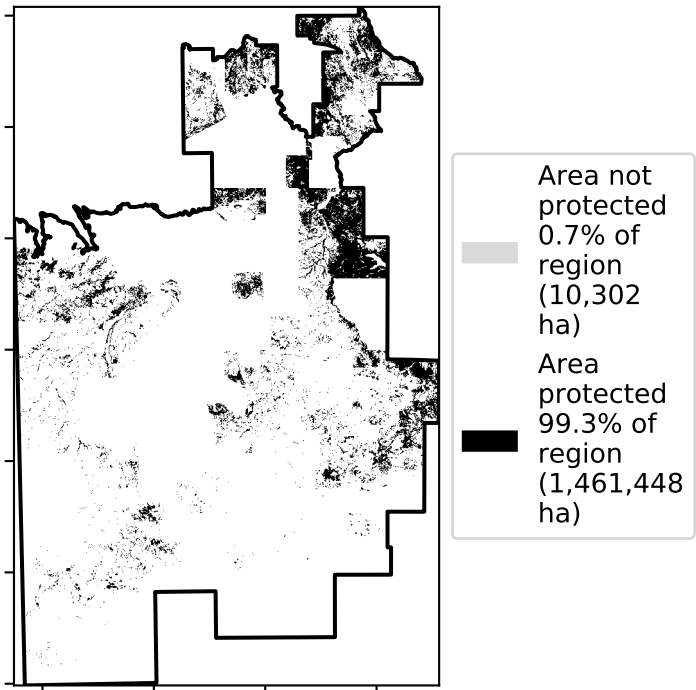 Area not
protected
0.7% of
region
(10,302
ha)
Area
protected
99.3% of
region
(1,461,448
ha)